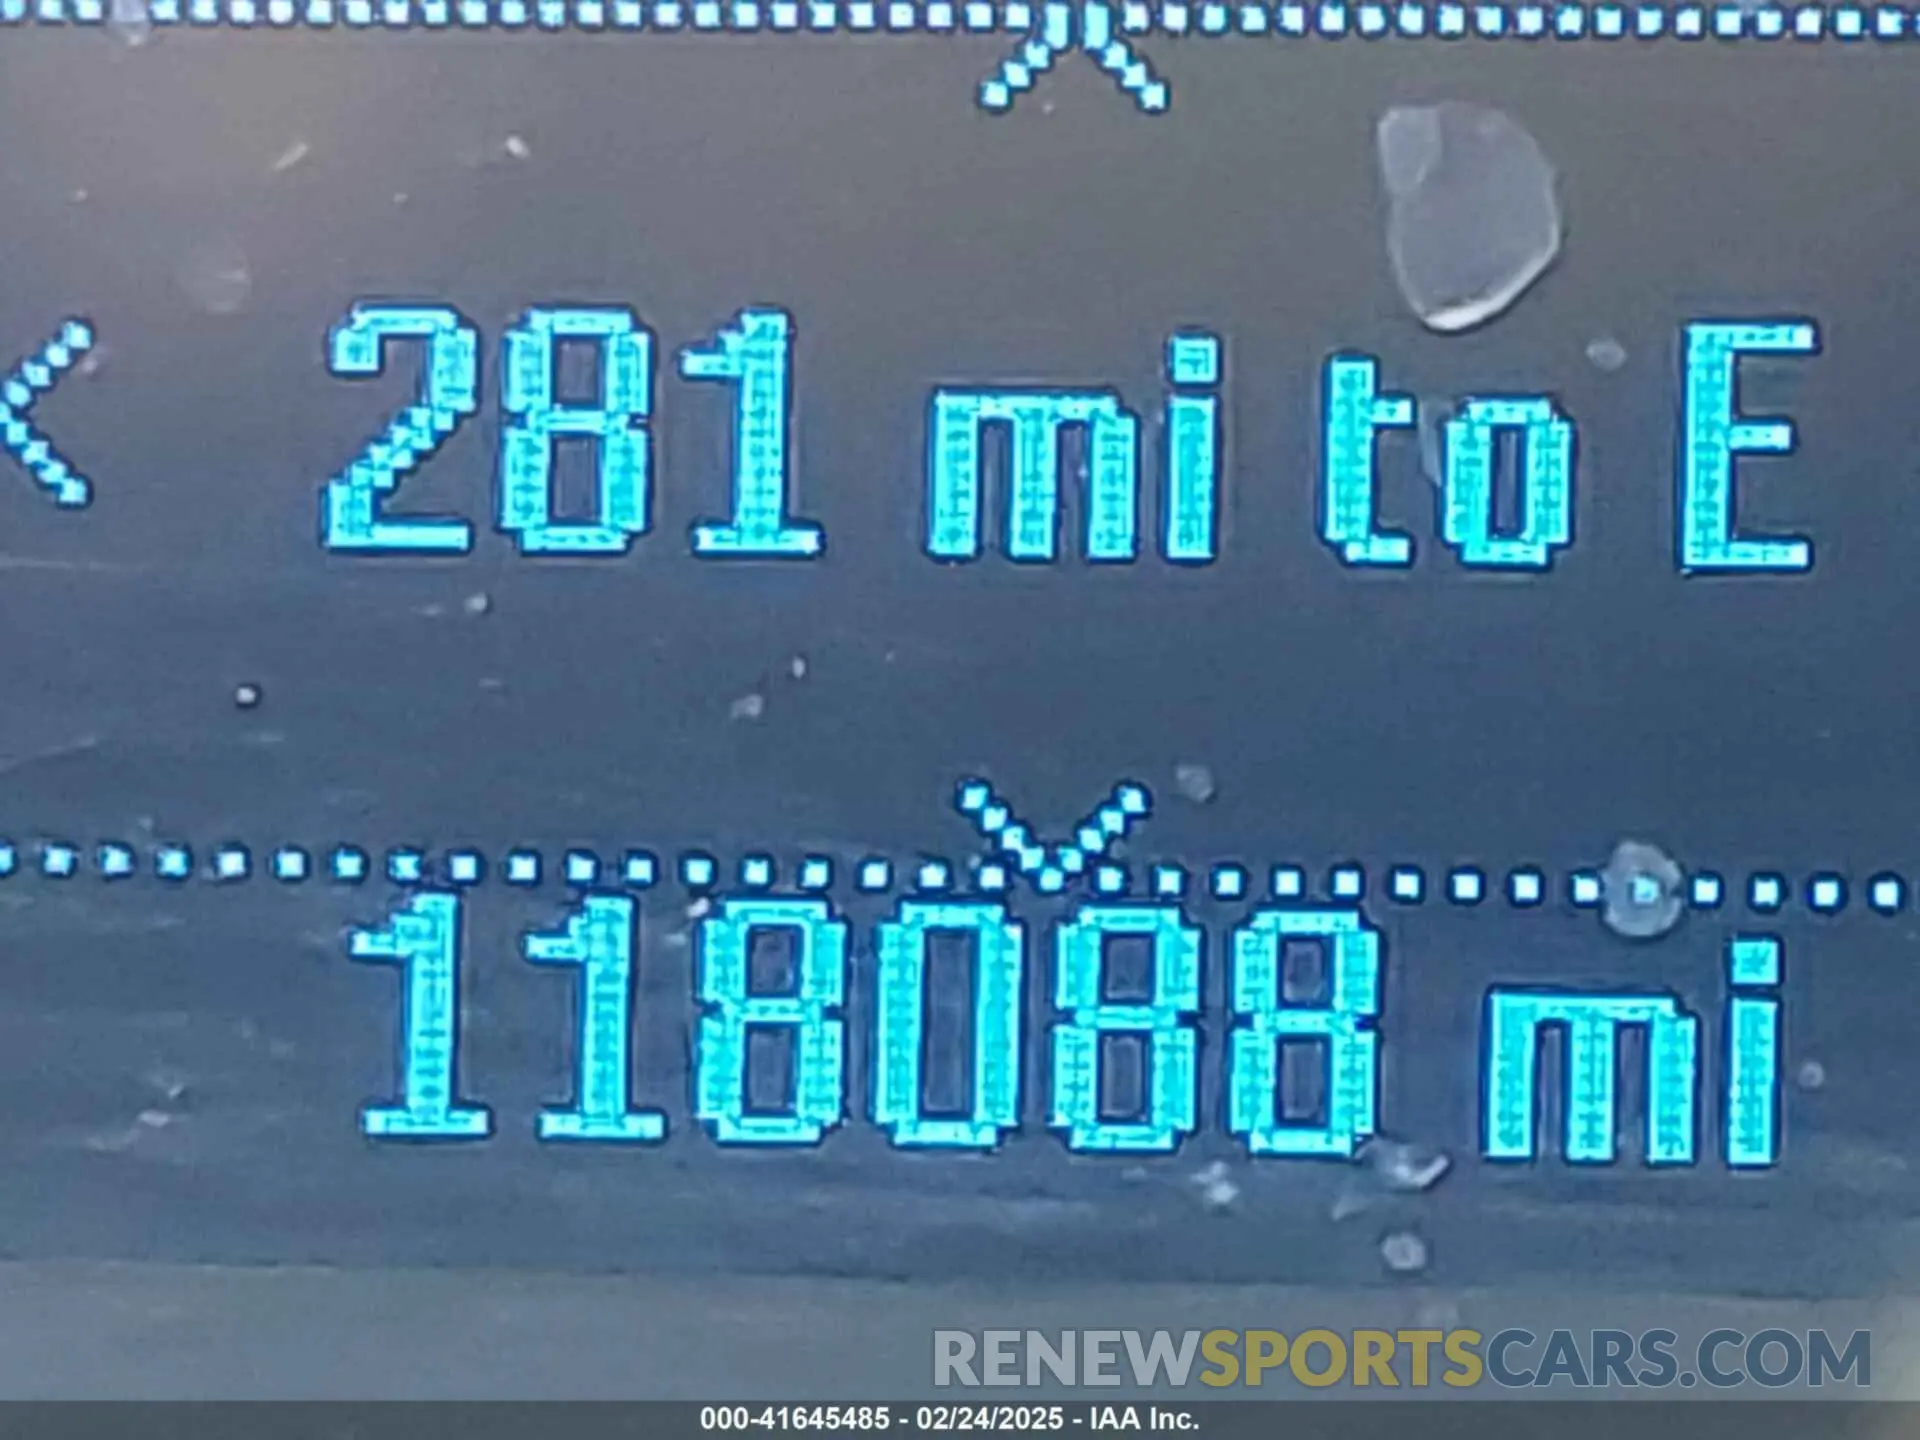 281 mi to E
118088 mi
RENEWSPORTSCARS.COM
000-41645485 - 02/24/2025 - IAA Inc.